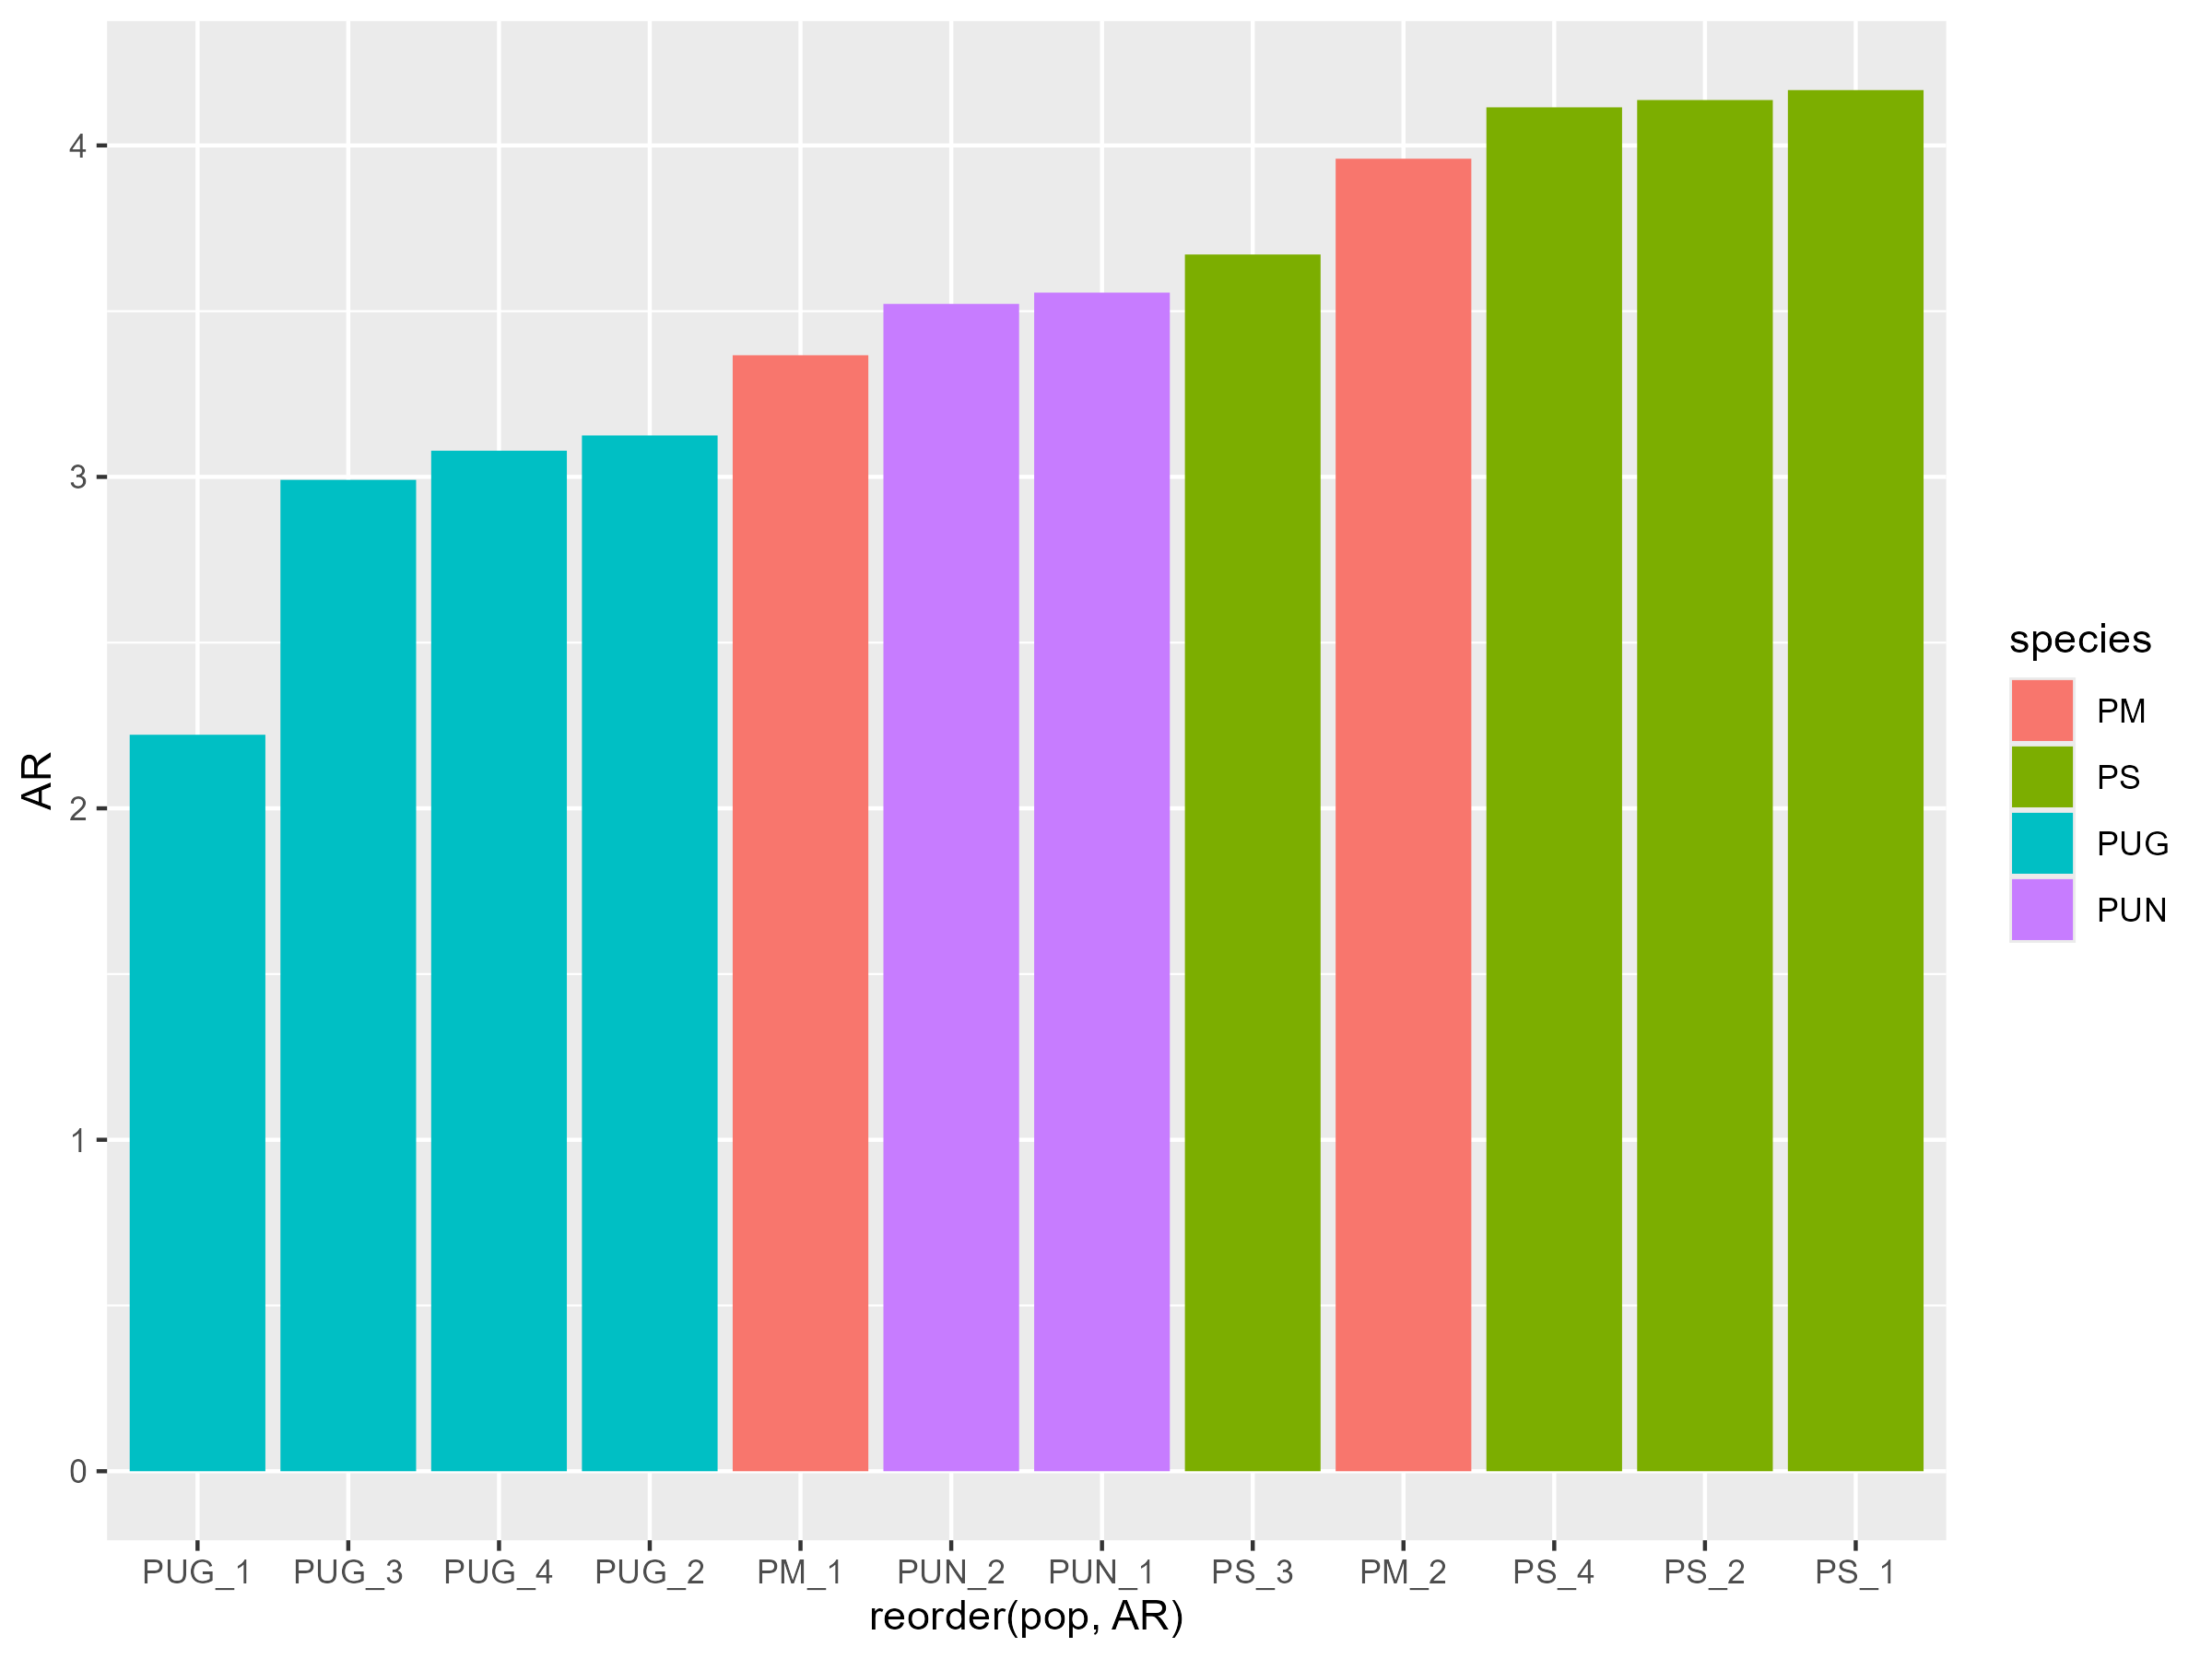 AR
4
3
2
1
0
PUG_1 PUG_3 PUG_4 PUG_2 PM_1 PUN_2 PUN_1 PS_3 PM_2 PS_4 PS_2 PS_1
reorder(pop, AR)
species
PM
PS
PUG
PUN